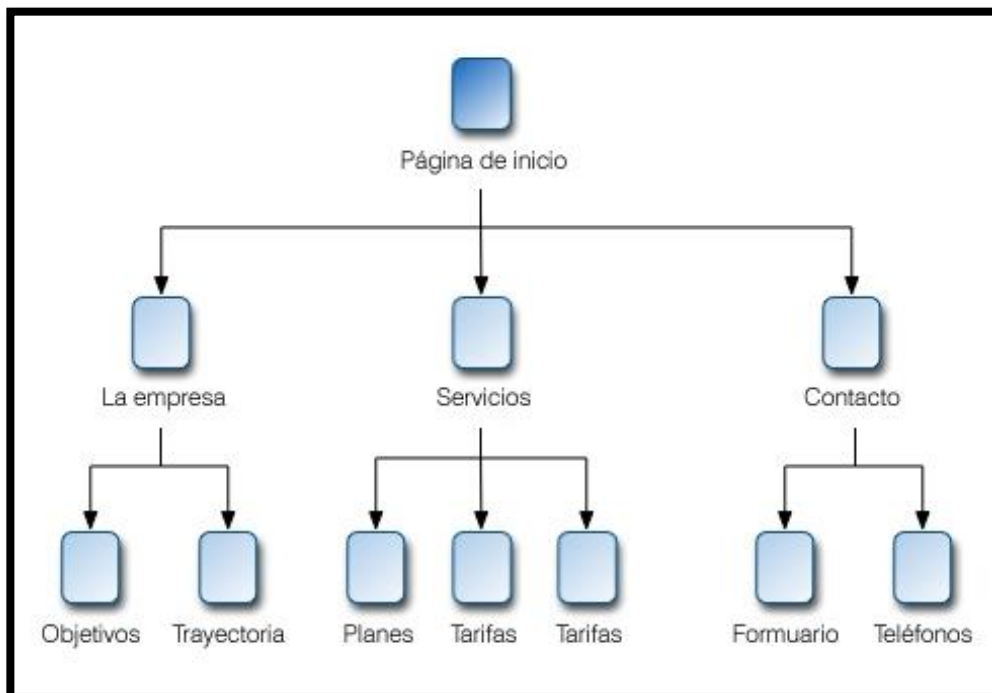 Página de inicio
La empresa
Servicios
Contacto
Objetivos
Trayectoria
Planes
Tarifas
Tarifas
Formuario
Teléfonos